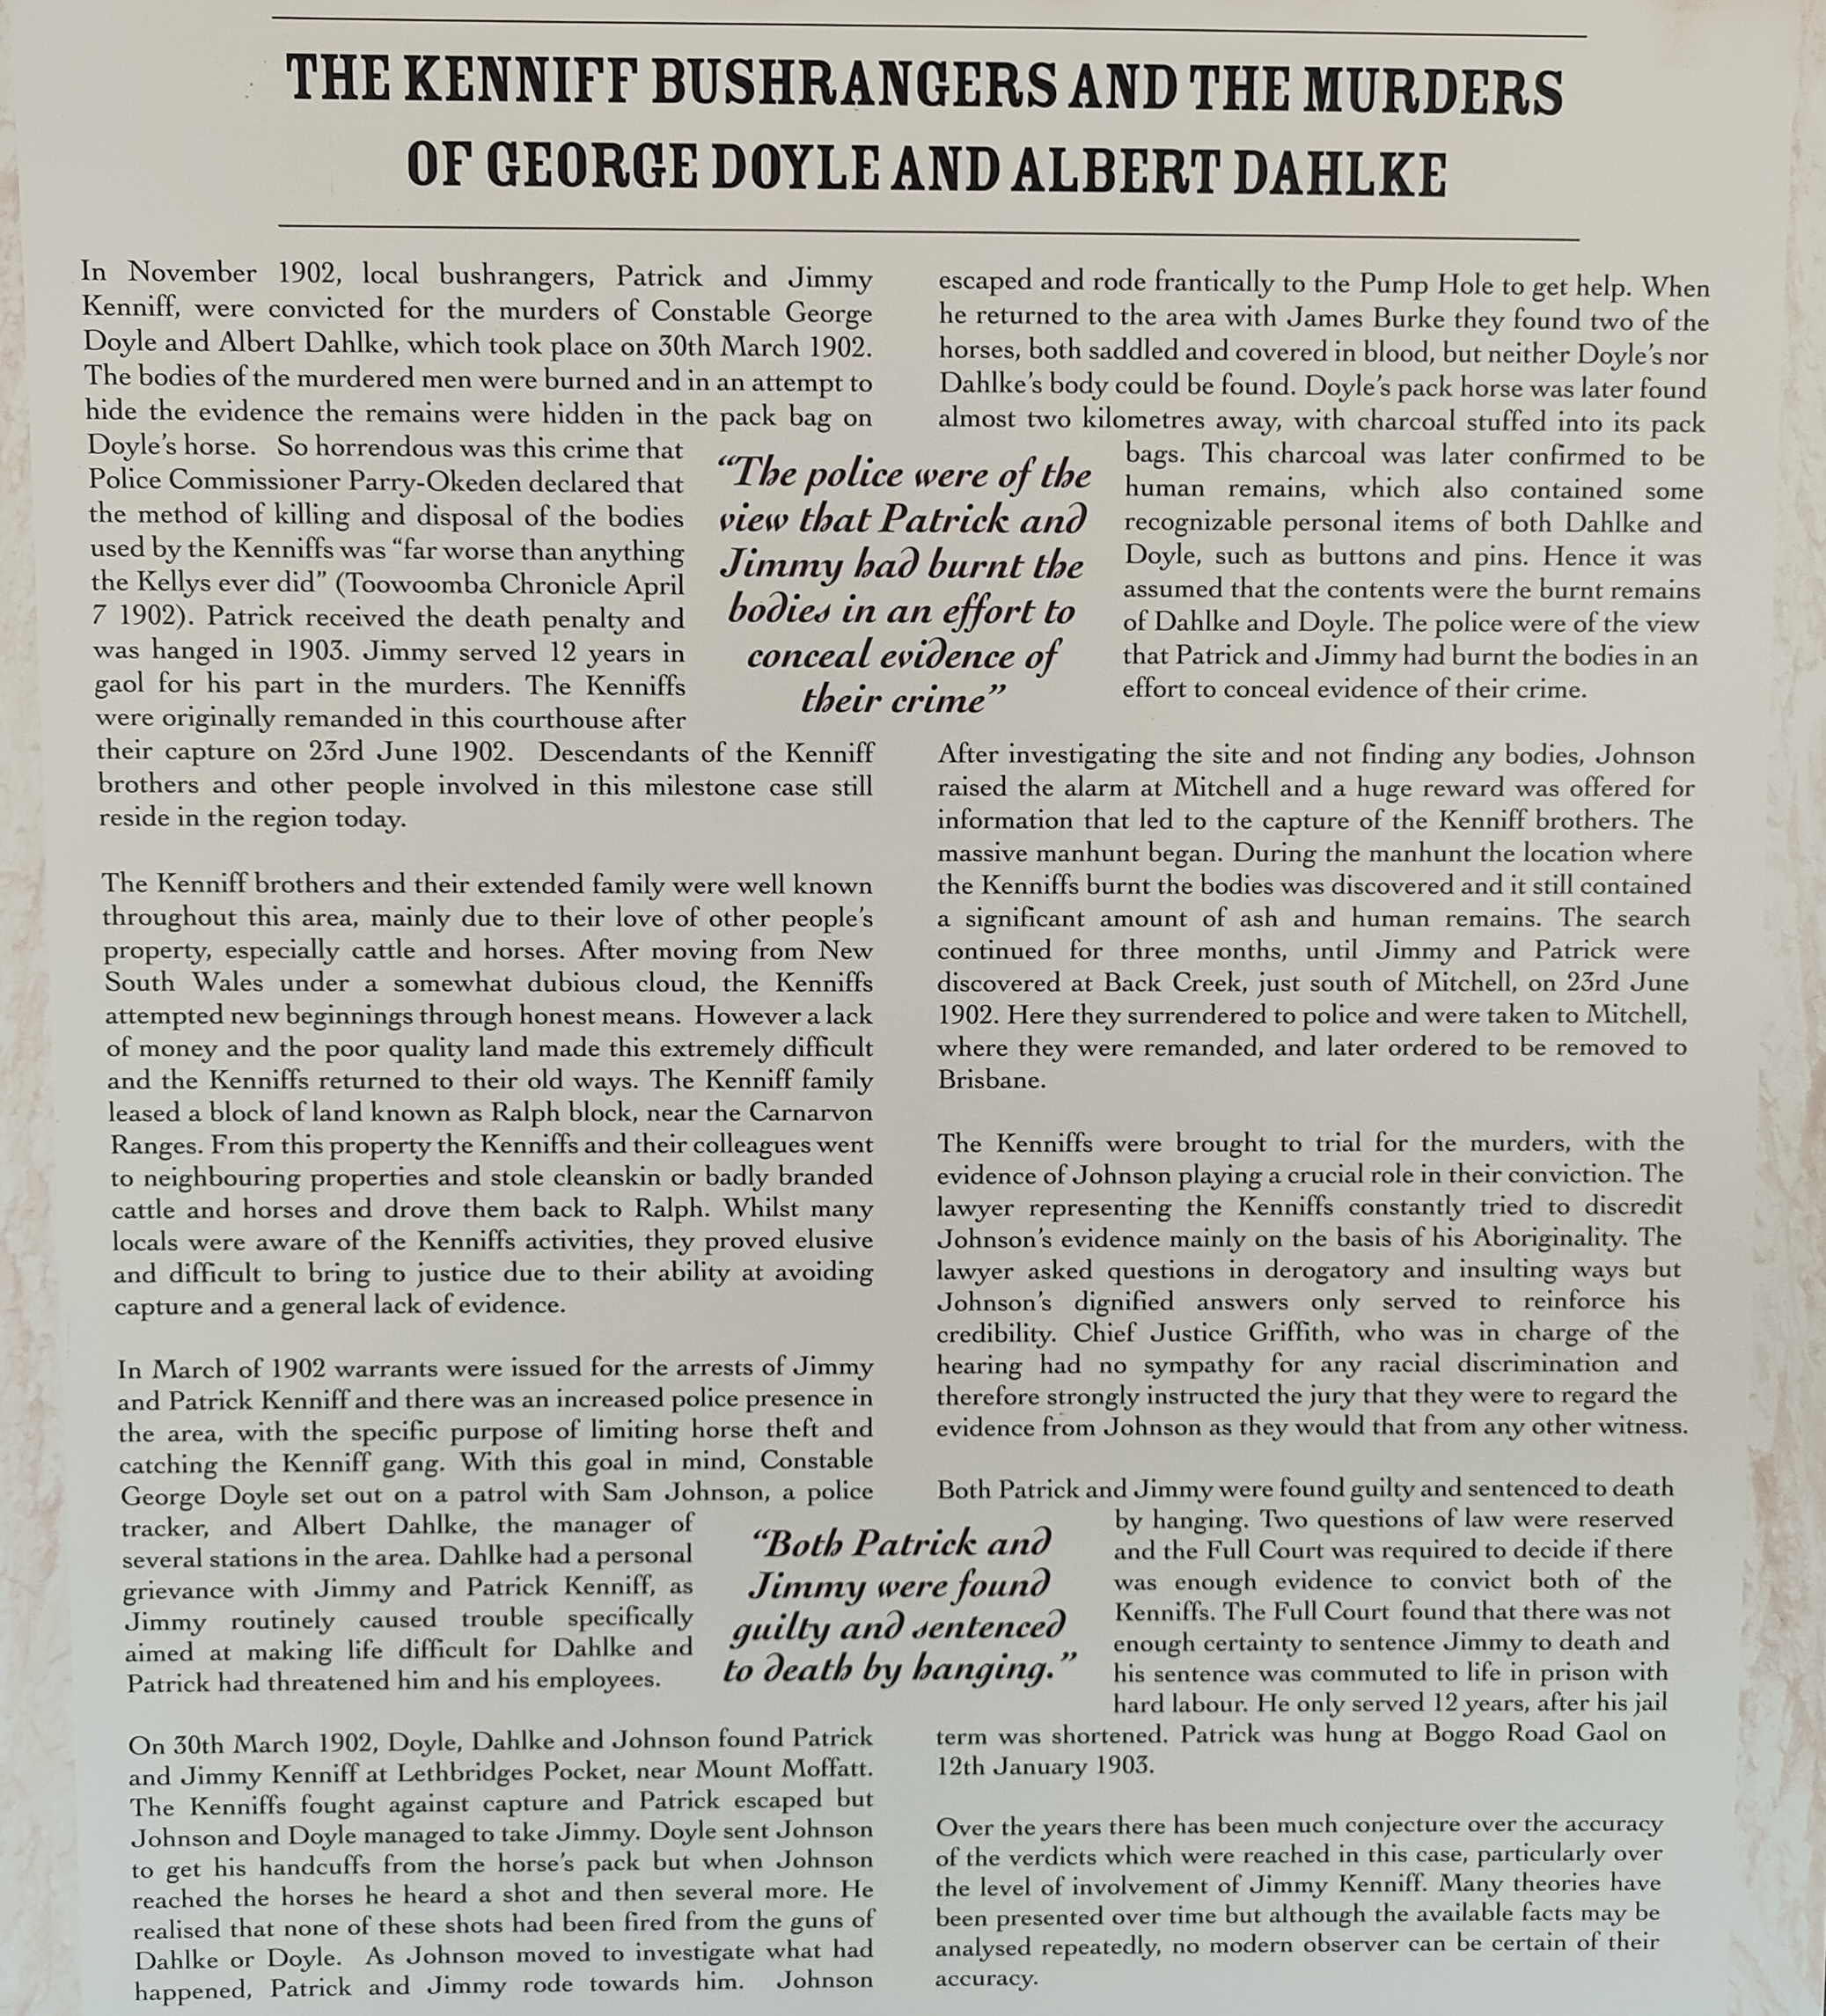 THE KENNIFF BUSHRANGERS AND THE MURDERS
OF GEORGE DOYLE AND ALBERT DAHLKE
In November 1902, local bushrangers, Patrick and Jimmy
Kenniff, were convicted for the murders of Constable George
Doyle and Albert Dahlke, which took place on 30th March 1902.
The bodies of the murdered men were burned and in an attempt to
hide the evidence the remains were hidden in the pack bag on
Doyle's horse. So horrendous was this crime that
Police Commissioner Parry-Okeden declared that
the method of killing and disposal of the bodies
used by the Kenniffs was "far worse than anything
the Kellys ever did" (Toowoomba Chronicle April
7 1902). Patrick received the death penalty and
was hanged in 1903. Jimmy served 12 years in
gaol for his part in the murders. The Kenniffs
were originally remanded in this courthouse after
their capture on 23rd June 1902. Descendants of the Kenniff
brothers and other people involved in this milestone case still
reside in the region today.
The Kenniff brothers and their extended family were well known
throughout this area, mainly due to their love of other people's
property, especially cattle and horses. After moving from New
South Wales under a somewhat dubious cloud, the Kenniffs
attempted new beginnings through honest means. However a lack
of money and the poor quality land made this extremely difficult
and the Kenniffs returned to their old ways. The Kenniff family
leased a block of land known as Ralph block, near the Carnarvon
Ranges. From this property the Kenniffs and their colleagues went
to neighbouring properties and stole cleanskin or badly branded
cattle and horses and drove them back to Ralph. Whilst many
locals were aware of the Kenniffs activities, they proved elusive
and difficult to bring to justice due to their ability at avoiding
capture and a general lack of evidence.
In March of 1902 warrants were issued for the arrests of Jimmy
and Patrick Kenniff and there was an increased police presence in
the area, with the specific purpose of limiting horse theft and
catching the Kenniff gang. With this goal in mind, Constable
George Doyle set out on a patrol with Sam Johnson, a police
tracker, and Albert Dahlke, the manager of
several stations in the area. Dahlke had a personal
grievance with Jimmy and Patrick Kenniff, as
Jimmy routinely caused trouble specifically
aimed at making life difficult for Dahlke and
Patrick had threatened him and his employees.
On 30th March 1902, Doyle, Dahlke and Johnson found Patrick
and Jimmy Kenniff at Lethbridges Pocket, near Mount Moffatt.
The Kenniffs fought against capture and Patrick escaped but
Johnson and Doyle managed to take Jimmy. Doyle sent Johnson
to get his handcuffs from the horse's pack but when Johnson
reached the horses he heard a shot and then several more. He
realised that none of these shots had been fired from the guns of
Dahlke or Doyle. As Johnson moved to investigate what had
happened, Patrick and Jimmy rode towards him. Johnson
"The police were of the
view that Patrick and
Jimmy had burnt the
bodies in an effort to
conceal evidence of
their crime"
"Both Patrick and
Jimmy were found
guilty and sentenced
to death by hanging."
escaped and rode frantically to the Pump Hole to get help. When
he returned to the area with James Burke they found two of the
horses, both saddled and covered in blood, but neither Doyle's nor
Dahlke's body could be found. Doyle's pack horse was later found
almost two kilometres away, with charcoal stuffed into its pack
bags. This charcoal was later confirmed to be
human remains, which also contained some
recognizable personal items of both Dahlke and
Doyle, such as buttons and pins. Hence it was
assumed that the contents were the burnt remains
of Dahlke and Doyle. The police were of the view
that Patrick and Jimmy had burnt the bodies in an
effort to conceal evidence of their crime.
After investigating the site and not finding any bodies, Johnson
raised the alarm at Mitchell and a huge reward was offered for
information that led to the capture of the Kenniff brothers. The
massive manhunt began. During the manhunt the location where
the Kenniffs burnt the bodies was discovered and it still contained
a significant amount of ash and human remains. The search
continued for three months, until Jimmy and Patrick were
discovered at Back Creek, just south of Mitchell, on 23rd June
1902. Here they surrendered to police and were taken to Mitchell,
where they were remanded, and later ordered to be removed to
Brisbane.
The Kenniffs were brought to trial for the murders, with the
evidence of Johnson playing a crucial role in their conviction. The
lawyer representing the Kenniffs constantly tried to discredit
Johnson's evidence mainly on the basis of his Aboriginality. The
lawyer asked questions in derogatory and insulting ways but
Johnson's dignified answers only served to reinforce his
credibility. Chief Justice Griffith, who was in charge of the
hearing had no sympathy for any racial discrimination and
therefore strongly instructed the jury that they were to regard the
evidence from Johnson as they would that from any other witness.
Both Patrick and Jimmy were found guilty and sentenced to death
by hanging. Two questions of law were reserved
and the Full Court was required to decide if there
was enough evidence to convict both of the
Kenniffs. The Full Court found that there was not
enough certainty to sentence Jimmy to death and
his sentence was commuted to life in prison with
hard labour. He only served 12 years, after his jail
term was shortened. Patrick was hung at Boggo Road Gaol on
12th January 1903.
Over the years there has been much conjecture over the accuracy
of the verdicts which were reached in this case, particularly over
the level of involvement of Jimmy Kenniff. Many theories have
been presented over time but although the available facts may be
analysed repeatedly, no modern observer can be certain of their
accuracy.